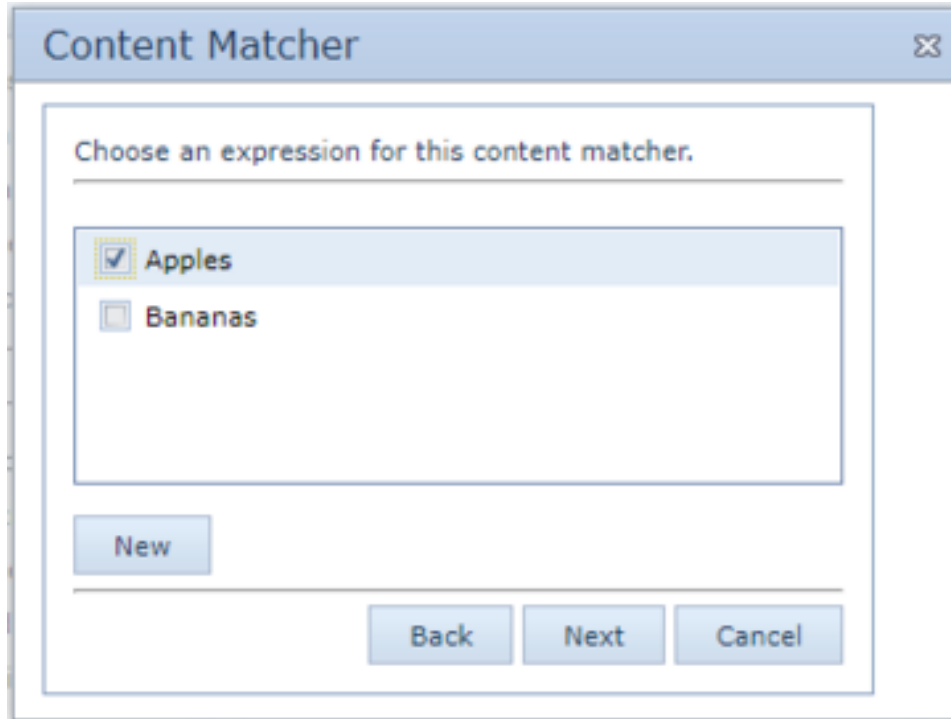 Content Matcher
Choose an expression for this content matcher.
Apples
Bananas
New
Back Next Cancel